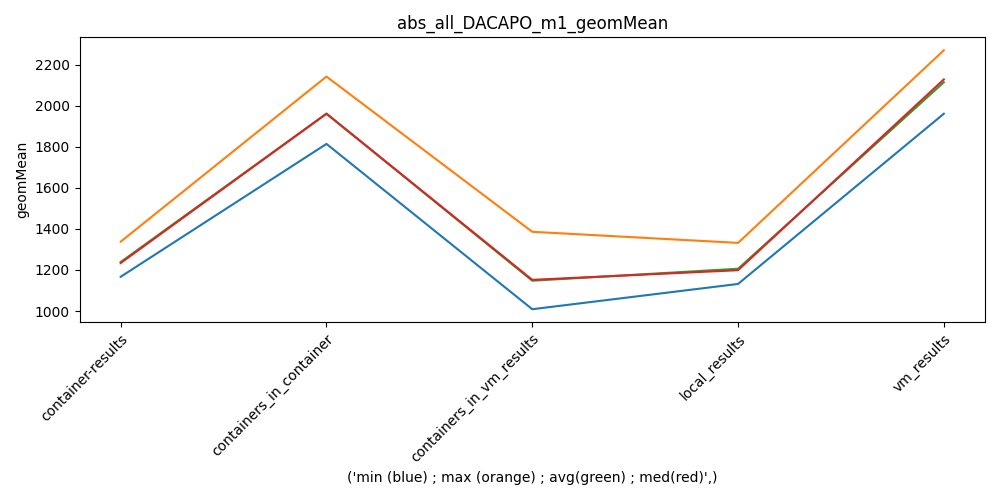 abs_all_DACAPO_m1_geomMean
geomMean
2200
2000
1800
1600
1400
1200
1000
container-results
containers_in_container
containers_in_vm_results
local_results
vm_results
('min (blue) ; max (orange) ; avg(green) ; med(red)',)